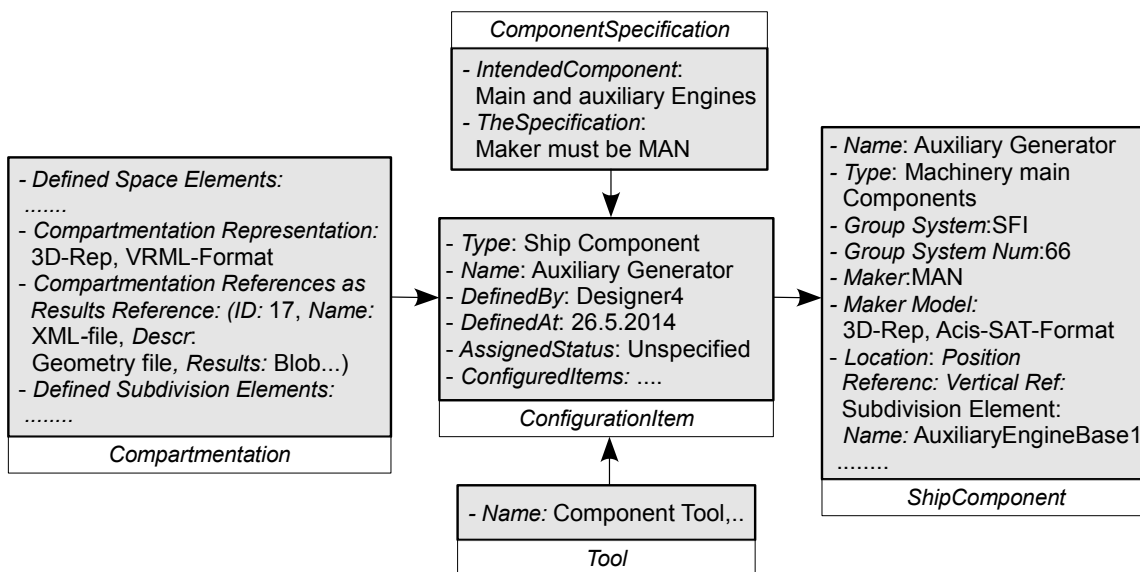 ComponentSpecification
- IntendedComponent:
Main and auxiliary Engines
- TheSpecification:
Maker must be MAN
- Defined Space Elements:
.......
- Compartmentation Representation:
3D-Rep, VRML-Format
- Compartmentation References as
Results Reference: (ID: 17, Name:
XML-file, Descr:
Geometry file, Results: Blob...)
- Defined Subdivision Elements:
........
Compartmentation
- Type: Ship Component
- Name: Auxiliary Generator
- DefinedBy: Designer4
- DefinedAt: 26.5.2014
- AssignedStatus: Unspecified
- ConfiguredItems: ....
ConfigurationItem
- Name: Component Tool,..
Tool
- Name: Auxiliary Generator
- Type: Machinery main
Components
- Group System:SFI
- Group System Num:66
- Maker:MAN
- Maker Model:
3D-Rep, Acis-SAT-Format
- Location: Position
Referenc: Vertical Ref:
Subdivision Element:
Name: AuxiliaryEngineBase1
........
ShipComponent